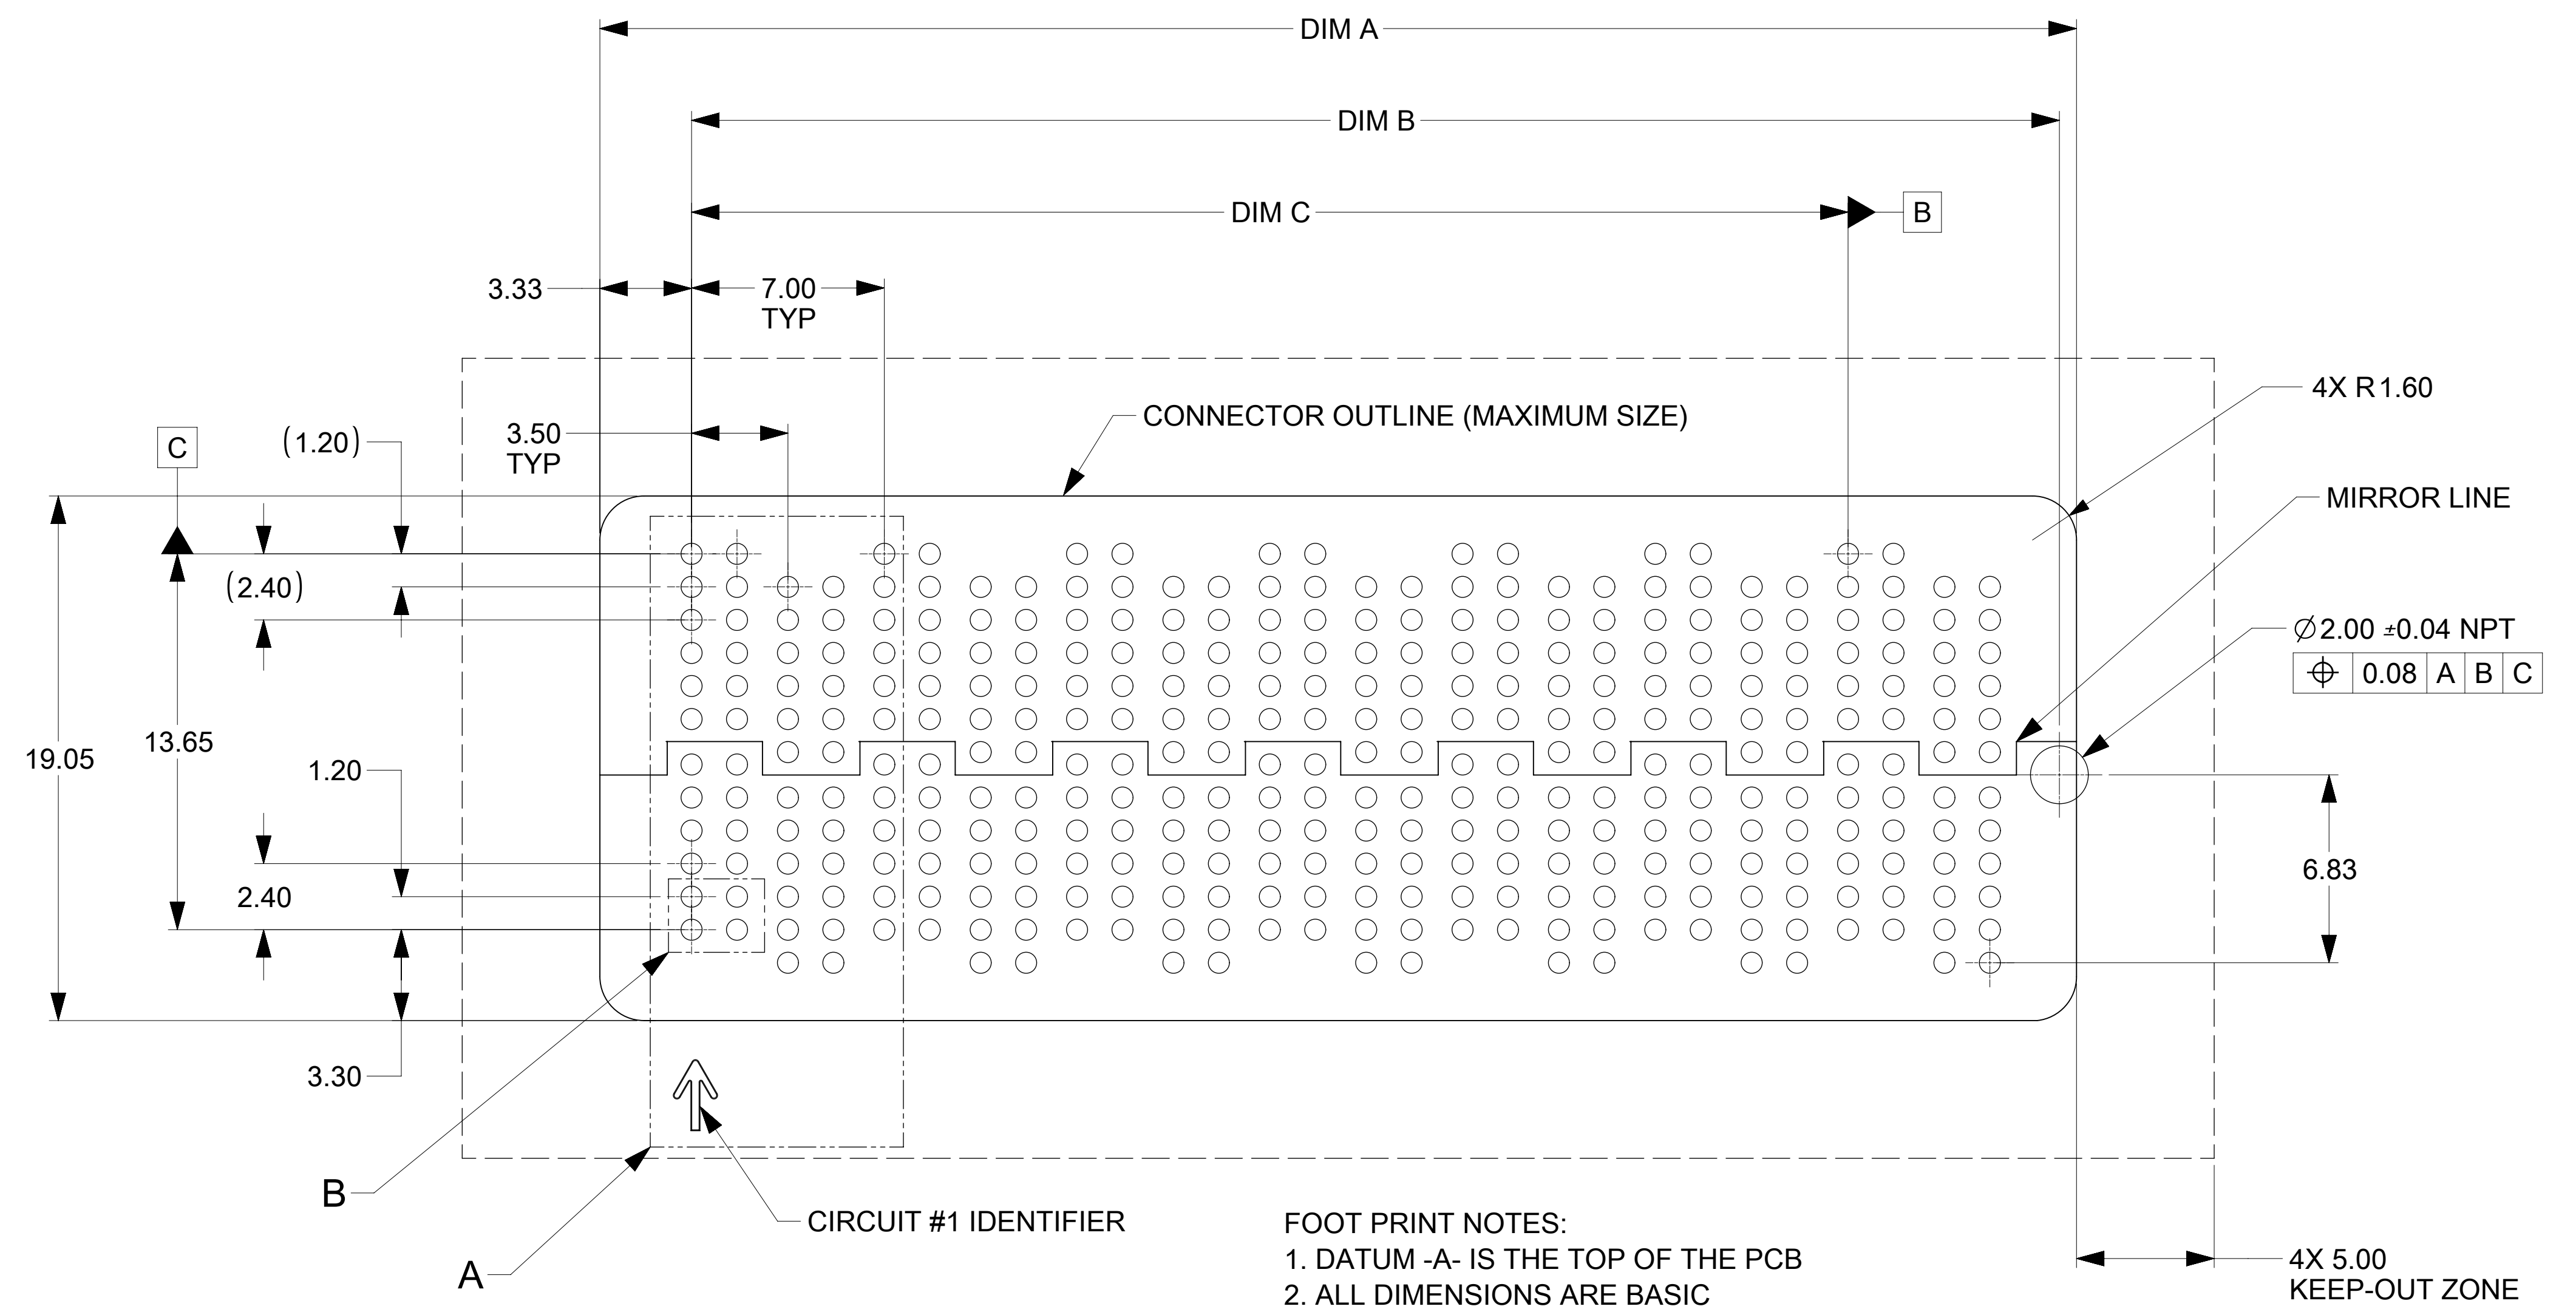 DIM A
DIM B
DIM C
B
3.33
7.00
TYP
4X R1.60
CONNECTOR OUTLINE (MAXIMUM SIZE)
3.50
TYP
C
(1.20)
MIRROR LINE
(2.40)
⌀2.00 ±0.04 NPT
⌖ 0.08 A B C
13.65
19.05
1.20
6.83
2.40
3.30
B
CIRCUIT #1 IDENTIFIER
A
FOOT PRINT NOTES:
1. DATUM -A- IS THE TOP OF THE PCB
2. ALL DIMENSIONS ARE BASIC
4X 5.00
KEEP-OUT ZONE